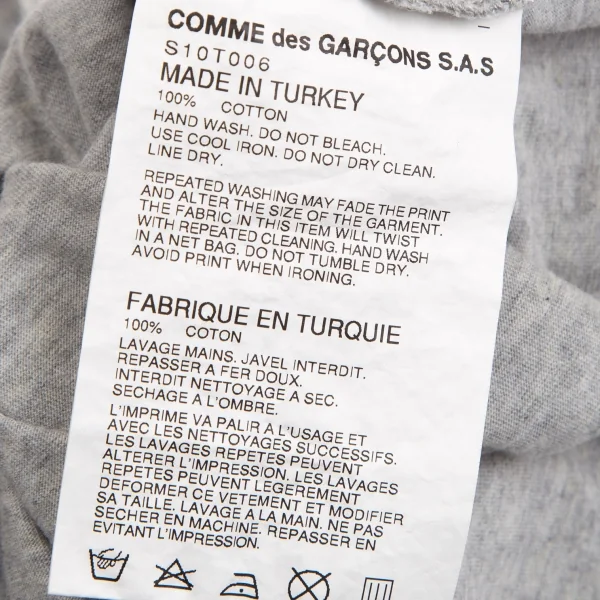 COMME des GARÇONS S.A.S
S10T006
MADE IN TURKEY
100% COTTON
HAND WASH. DO NOT BLEACH.
USE COOL IRON. DO NOT DRY CLEAN.
LINE DRY.
REPEATED WASHING MAY FADE THE PRINT
AND ALTER THE SIZE OF THE GARMENT.
THE FABRIC IN THIS ITEM WILL TWIST
WITH REPEATED CLEANING. HAND WASH
IN A NET BAG. DO NOT TUMBLE DRY.
AVOID PRINT WHEN IRONING.
FABRIQUE EN TURQUIE
100% COTON
LAVAGE MAINS. JAVEL INTERDIT.
REPASSER A FER DOUX.
INTERDIT NETTOYAGE A SEC.
SECHAGE A L'OMBRE.
L'IMPRIME VA PALIR A L'USAGE ET
AVEC LES NETTOYAGES SUCCESSIFS.
LES LAVAGES REPETES PEUVENT
ALTERER L'IMPRESSION. LES LAVAGES
REPETES PEUVENT LEGEREMENT
DEFORMER CE VETEMENT ET MODIFIER
SA TAILLE. LAVAGE A LA MAIN. NE PAS
SECHER EN MACHINE. REPASSER EN
EVITANT L'IMPRESSION.